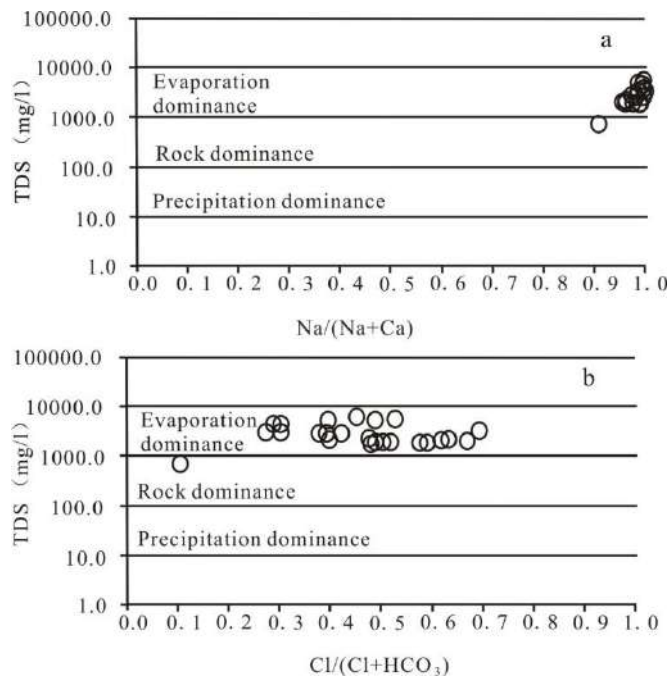 100000.0
a
10000.0
Evaporation
dominance
1000.0
Rock dominance
100.0
Precipitation dominance
10.0
1.0
TDS (mg/l)
0.0 0.1 0.2 0.3 0.4 0.5 0.6 0.7 0.8 0.9 1.0
Na/(Na+Ca)
100000.0
b
10000.0
Evaporation
dominance
1000.0
Rock dominance
100.0
Precipitation dominance
10.0
1.0
TDS (mg/l)
0.0 0.1 0.2 0.3 0.4 0.5 0.6 0.7 0.8 0.9 1.0
Cl/(Cl+HCO₃)